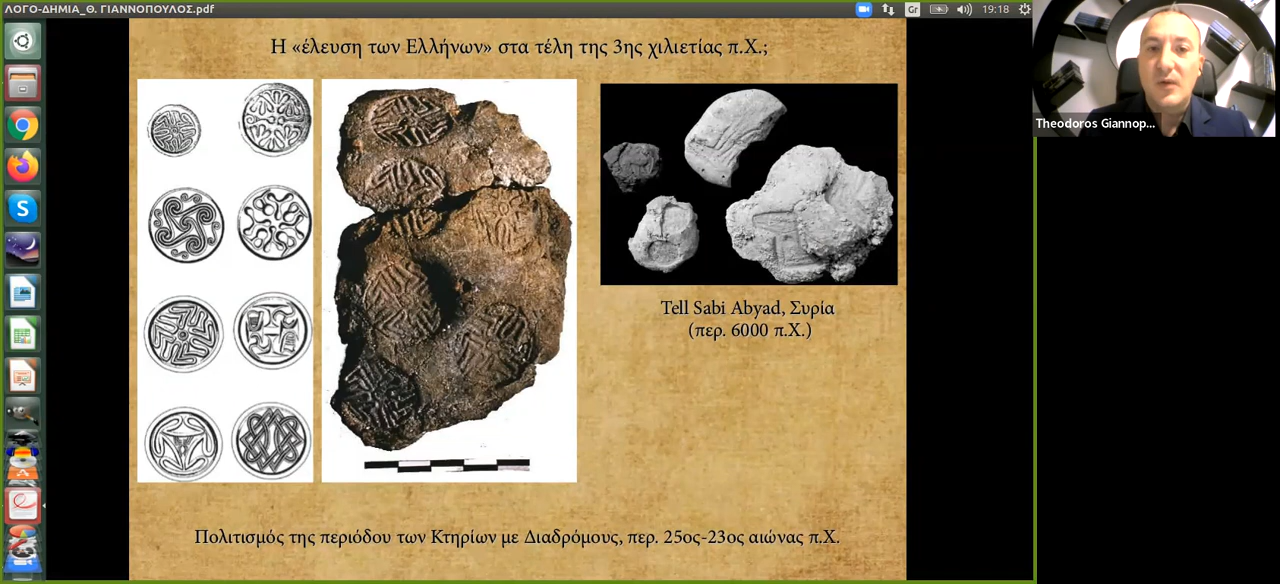 ΛΟΓΟ-ΔΗΜΙΑ_Θ. ΓΙΑΝΝΟΠΟΥΛΟΣ.pdf
Gr
19:18
Η «έλευση των Ελλήνων» στα τέλη της 3ης χιλιετίας π.Χ.;
Theodoros Giannop...
S
Tell Sabi Abyad, Συρία
(περ. 6000 π.Χ.)
Πολιτισμός της περιόδου των Κτηρίων με Διαδρόμους, περ. 25ος-23ος αιώνας π.Χ.